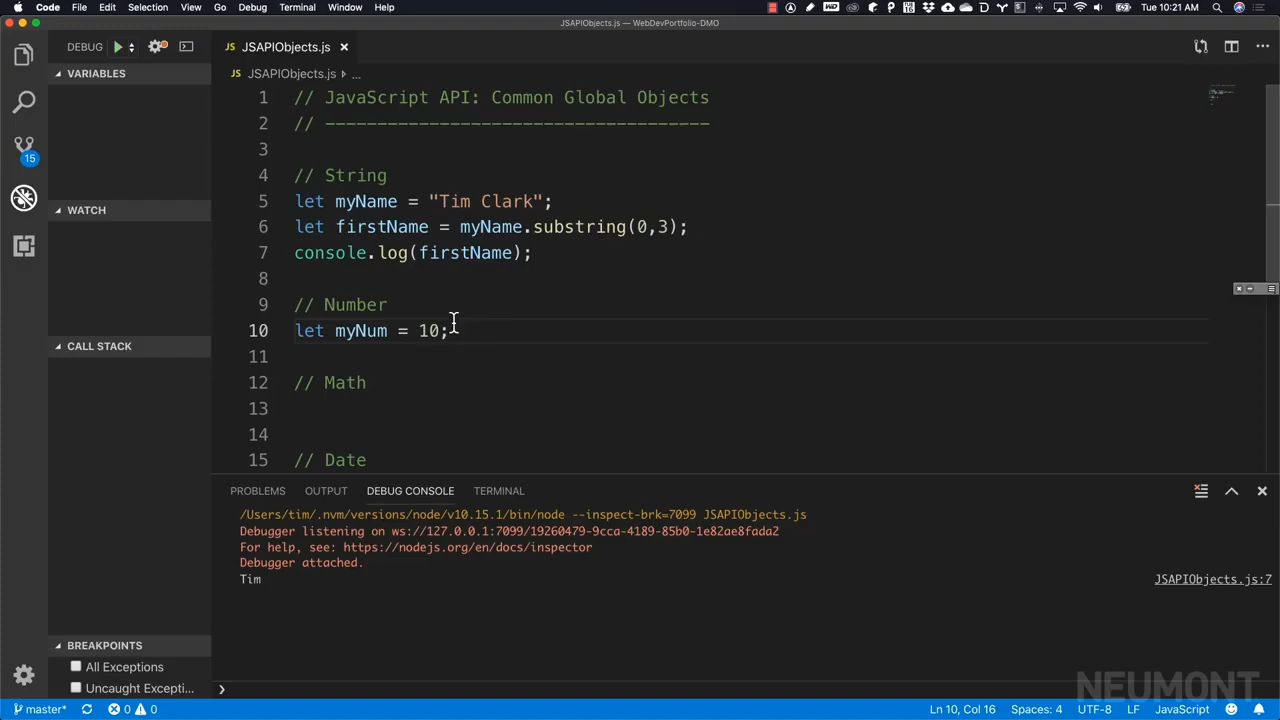 Code File Edit Selection View Go Debug Terminal Window Help Tue 10:21 AM
JSAPIObjects.js — WebDevPortfolio-DMO
DEBUG
JS JSAPIObjects.js
JS JSAPIObjects.js ...
VARIABLES
WATCH
CALL STACK
BREAKPOINTS
All Exceptions
Uncaught Excepti...
15
1 // JavaScript API: Common Global Objects
2 // -------------------------------------
3
4 // String
5 let myName = "Tim Clark";
6 let firstName = myName.substring(0,3);
7 console.log(firstName);
8
9 // Number
10 let myNum = 10;
11
12 // Math
13
14
15 // Date
PROBLEMS OUTPUT DEBUG CONSOLE TERMINAL
/Users/tim/.nvm/versions/node/v10.15.1/bin/node --inspect-brk=7099 JSAPIObjects.js
Debugger listening on ws://127.0.0.1:7099/19260479-9cca-4189-85b0-1e82ae8fada2
For help, see: https://nodejs.org/en/docs/inspector
Debugger attached.
Tim JSAPIObjects.js:7
NEUMONT
master* 0 0 Ln 10, Col 16 Spaces: 4 UTF-8 LF JavaScript